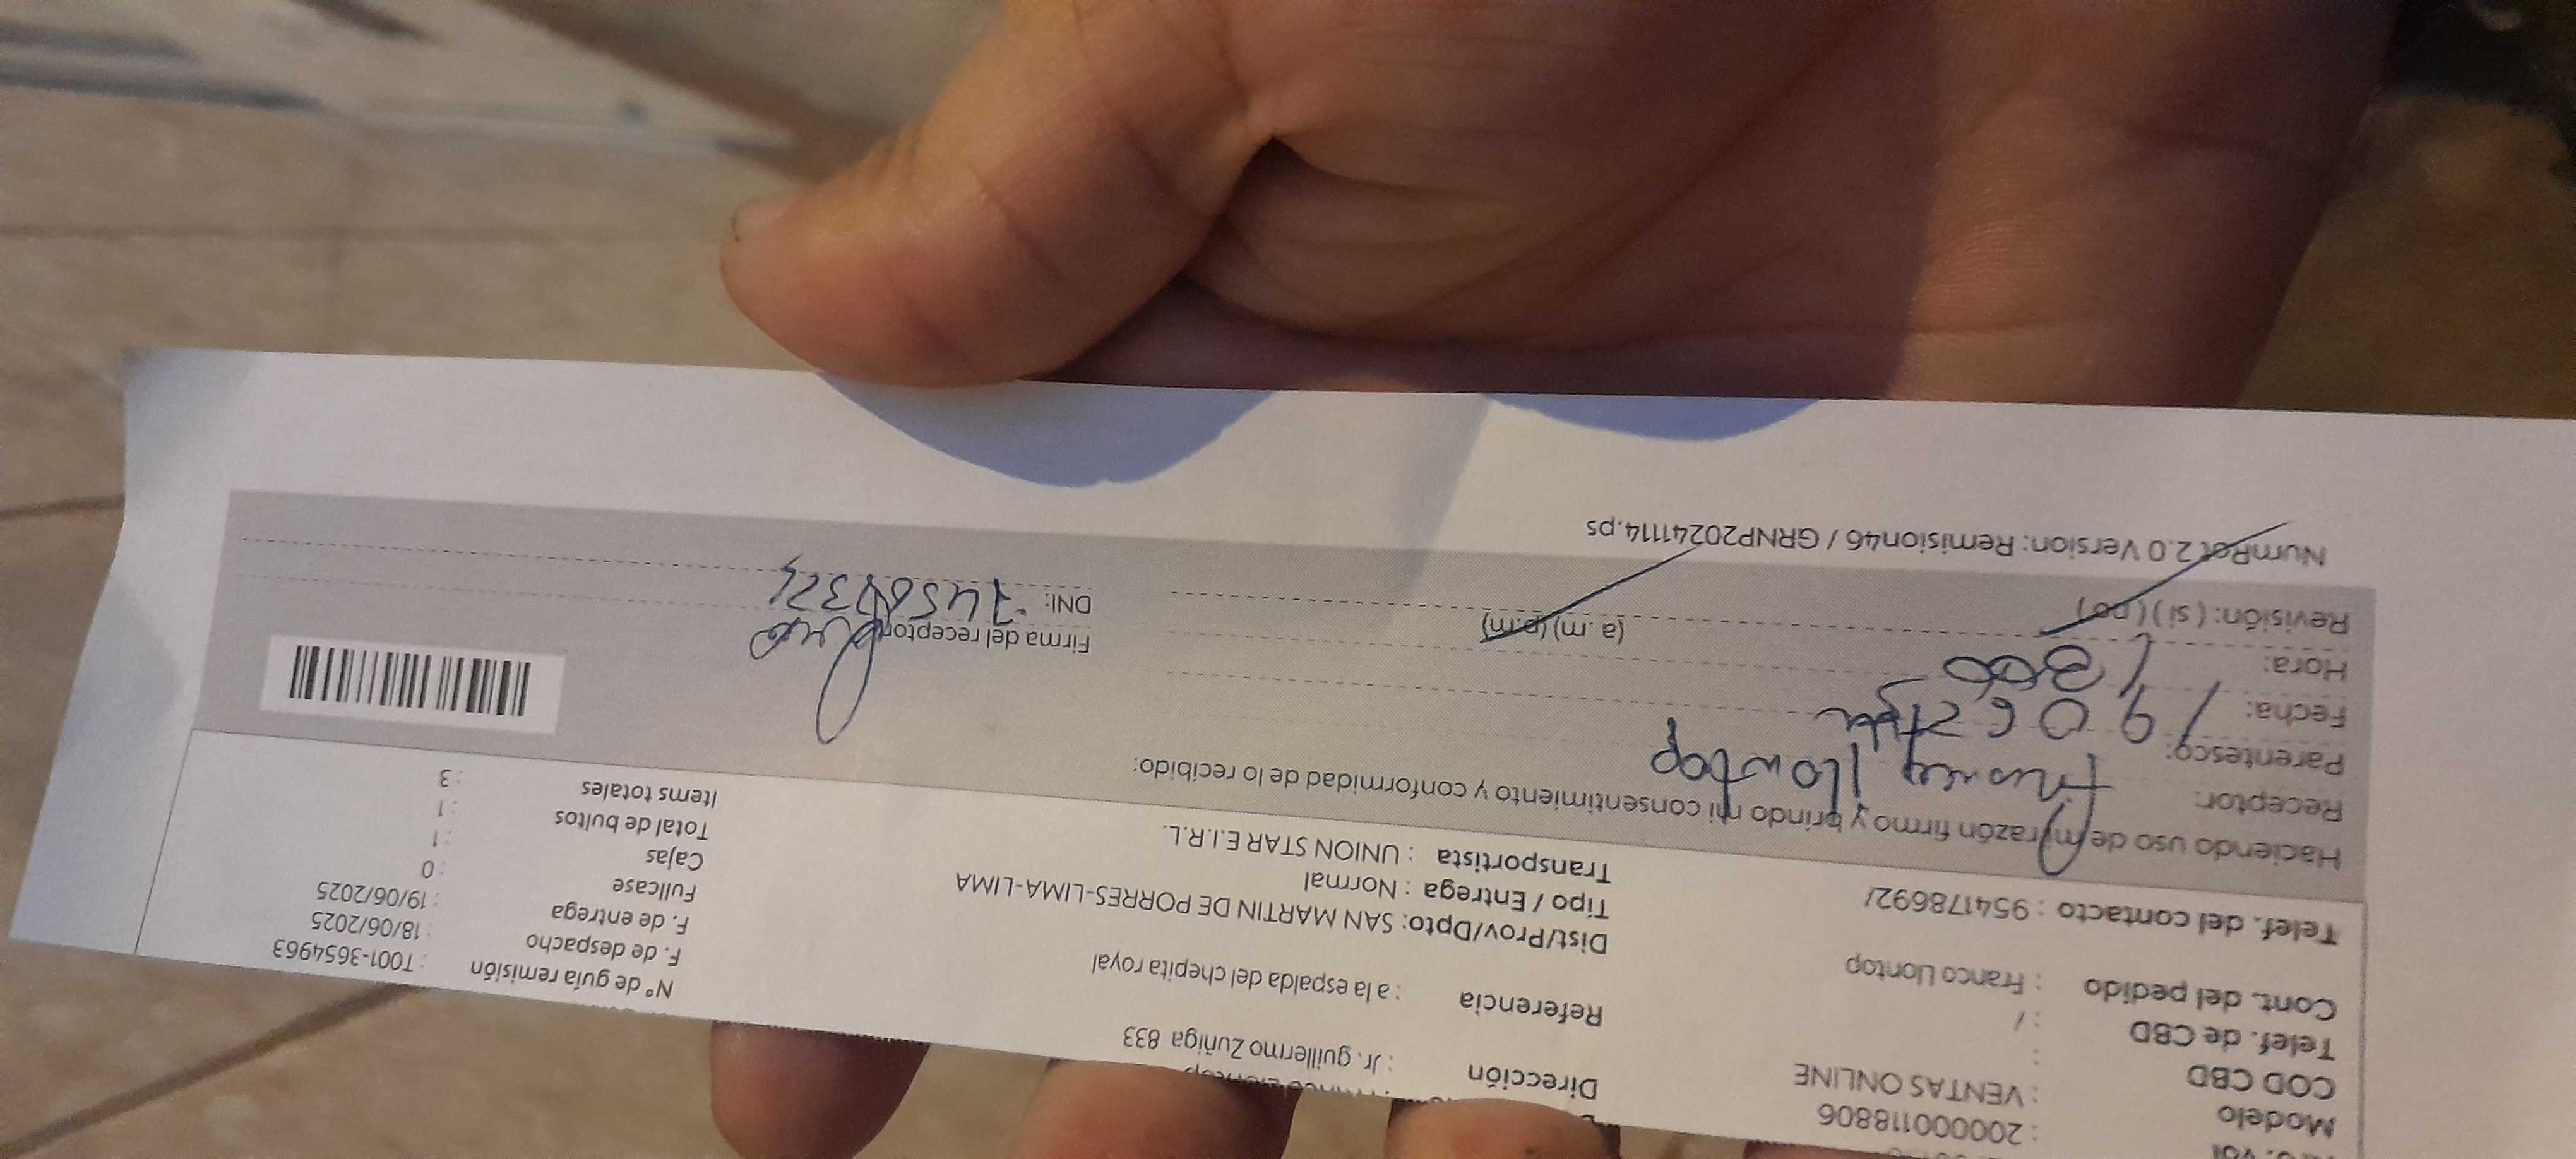 : 200000118806
Modelo : VENTAS ONLINE
COD CBD :
Telef. de CBD : /
Cont. del pedido : Franco Llontop
Telef. del contacto : 954178692/
Dirección : Jr. guillermo Zuñiga 833
Referencia : a la espalda del chepita royal
Dist/Prov/Dpto: SAN MARTIN DE PORRES-LIMA-LIMA
Tipo / Entrega : Normal
Transportista : UNION STAR E.I.R.L.
N° de guía remisión : T001-3654963
F. de despacho : 18/06/2025
F. de entrega : 19/06/2025
Fullcase : 0
Cajas : 1
Total de bultos : 1
Items totales : 3
Haciendo uso de mi razón firmo y brindo mi consentimiento y conformidad de lo recibido:
Receptor: Llontop
Parentesco:
Fecha: 19 06
Hora: 1300 (a.m) (p.m)
Revisión: (si) (no)
Firma del receptor
DNI:
NumRot 2.0 Version: Remision46 / GRNP20241114.ps